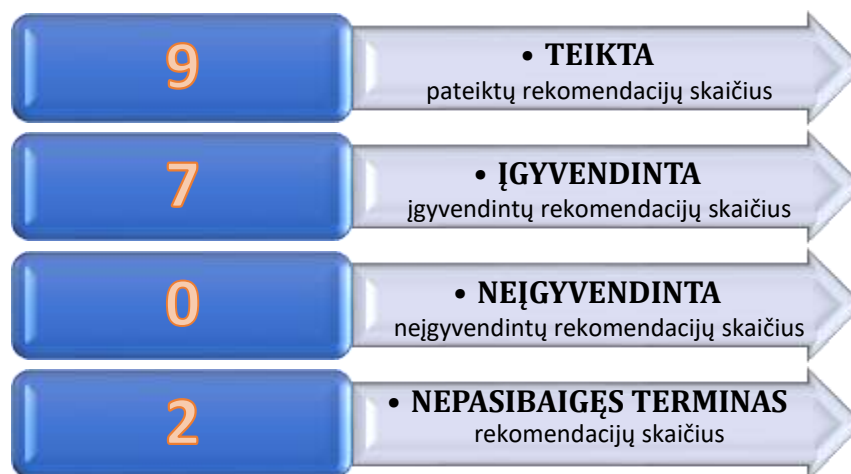 9
• TEIKTA
pateiktų rekomendacijų skaičius
7
• ĮGYVENDINTA
įgyvendintų rekomendacijų skaičius
0
• NEĮGYVENDINTA
neįgyvendintų rekomendacijų skaičius
2
• NEPASIBAIGĘS TERMINAS
rekomendacijų skaičius